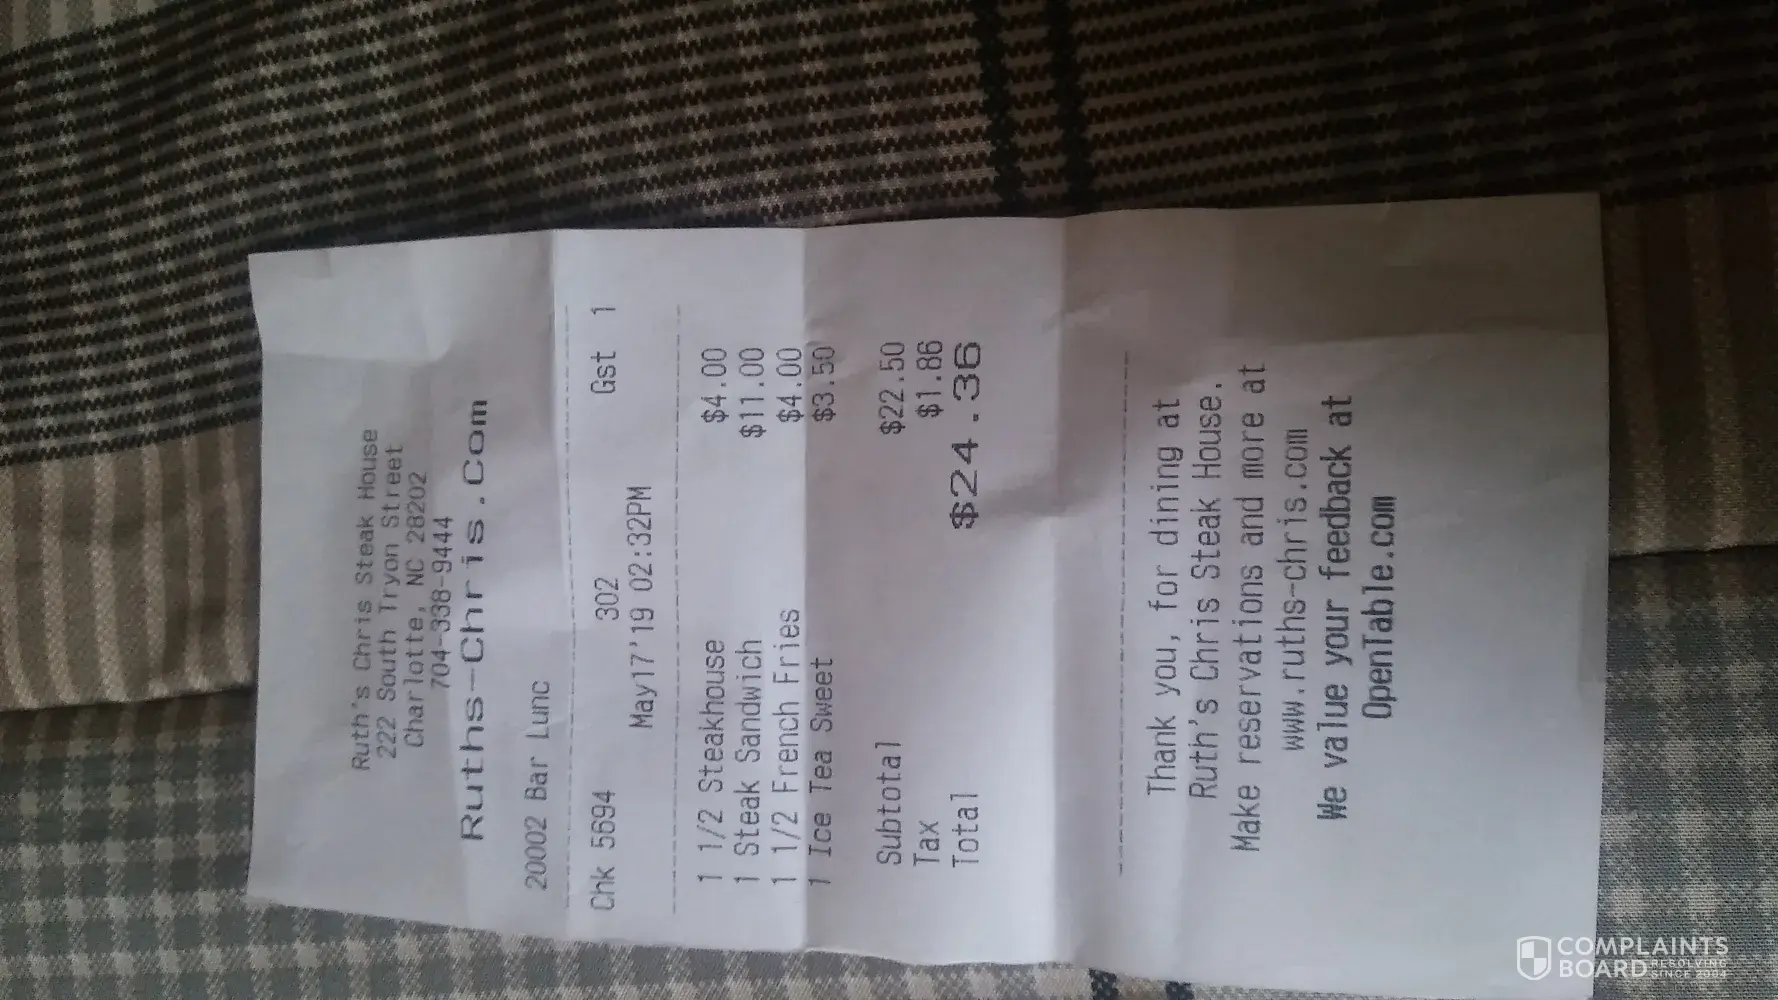 Ruth's Chris Steak House
222 South Tryon Street
Charlotte, NC 28202
704-338-9444
Ruths-Chris.Com
20002 Bar Lunc
Chk 5694 302 Gst 1
May17'19 02:32PM
1 1/2 Steakhouse $4.00
1 Steak Sandwich $11.00
1 1/2 French Fries $4.00
1 Ice Tea Sweet $3.50
Subtotal $22.50
Tax $1.86
Total $24.36
Thank you, for dining at
Ruth's Chris Steak House.
Make reservations and more at
www.ruths-chris.com
We value your feedback at
OpenTable.com
COMPLAINTS
BOARD RESOLVING
SINCE 2004